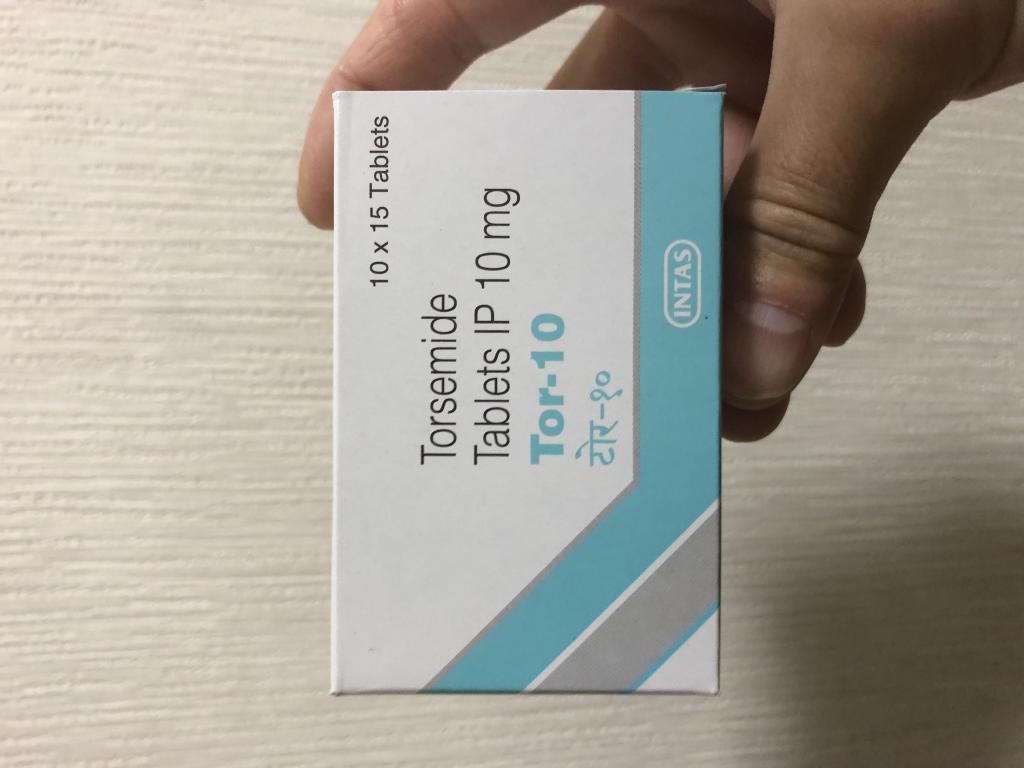 10 x 15 Tablets
Torsemide
Tablets IP 10 mg
Tor-10
टोर-१०
INTAS